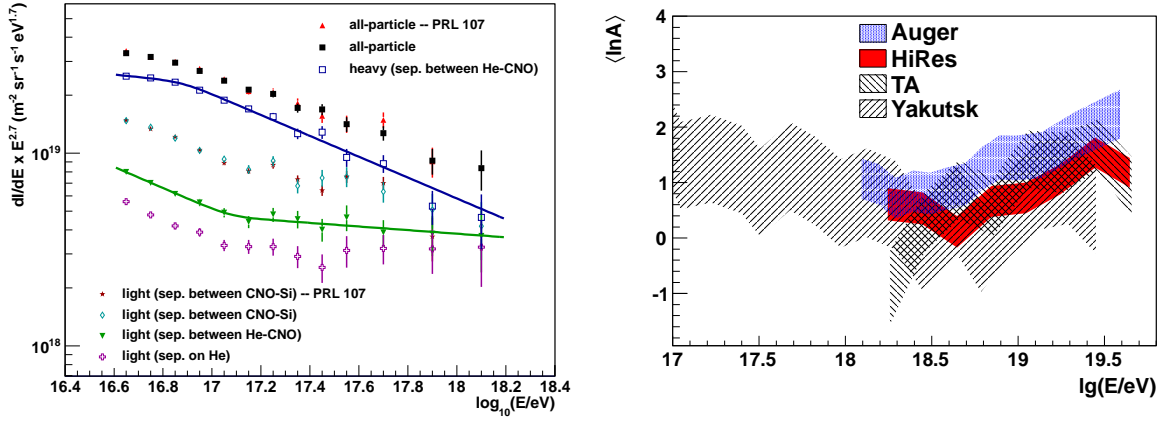 dI/dE x E^2.7 (m^-2 sr^-1 s^-1 eV^1.7)
10^19
10^18
all-particle -- PRL 107
all-particle
heavy (sep. between He-CNO)
light (sep. between CNO-Si) -- PRL 107
light (sep. between CNO-Si)
light (sep. between He-CNO)
light (sep. on He)
16.4 16.6 16.8 17 17.2 17.4 17.6 17.8 18 18.2 18.4
log10(E/eV)
⟨lnA⟩
4
3
2
1
0
-1
Auger
HiRes
TA
Yakutsk
17 17.5 18 18.5 19 19.5
lg(E/eV)